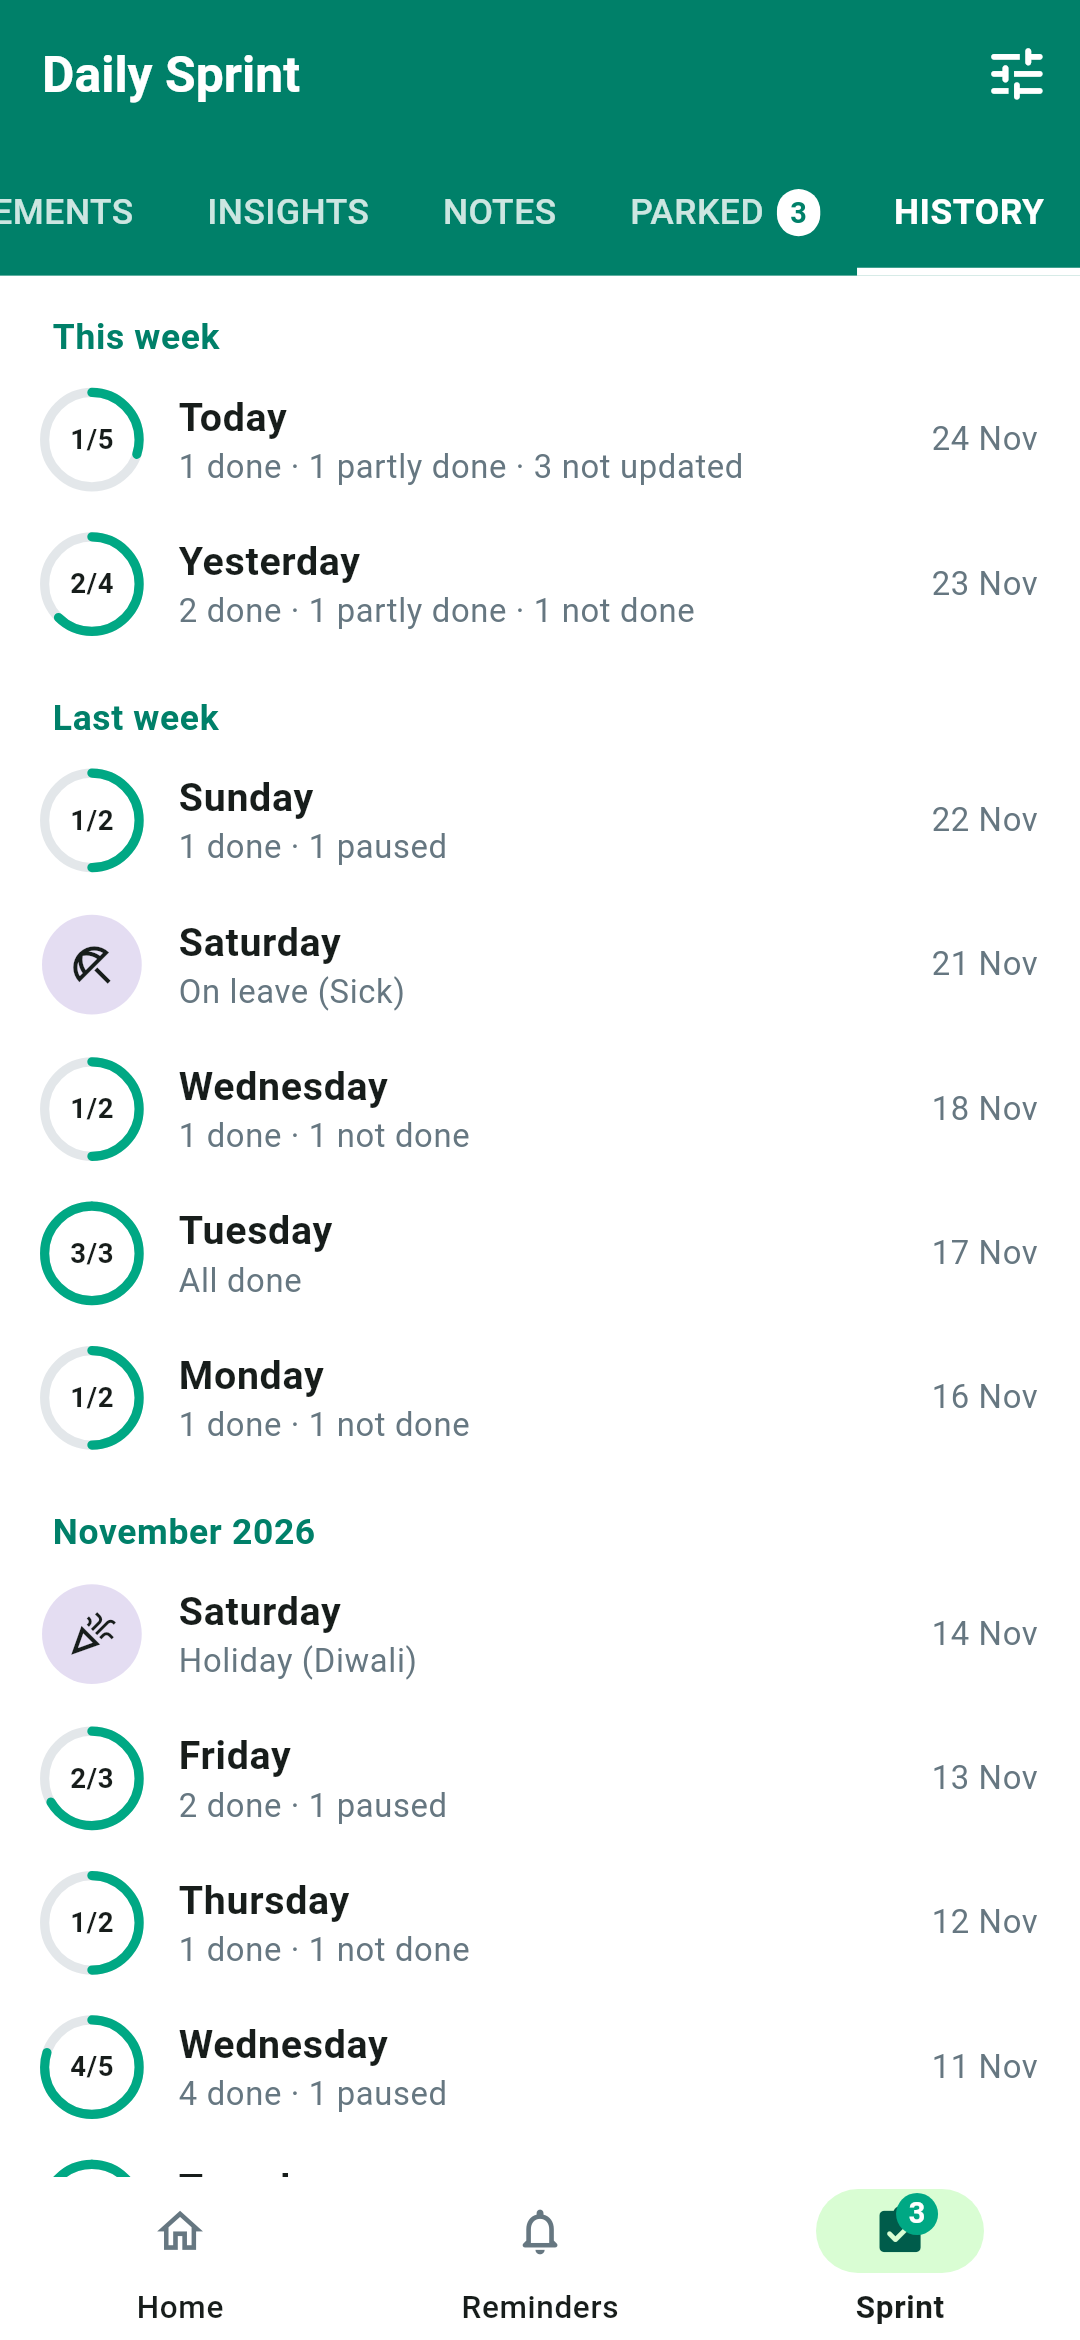 Daily Sprint
EMENTS INSIGHTS NOTES PARKED 3 HISTORY
This week
1/5 Today 24 Nov
1 done · 1 partly done · 3 not updated
2/4 Yesterday 23 Nov
2 done · 1 partly done · 1 not done
Last week
1/2 Sunday 22 Nov
1 done · 1 paused
Saturday 21 Nov
On leave (Sick)
1/2 Wednesday 18 Nov
1 done · 1 not done
3/3 Tuesday 17 Nov
All done
1/2 Monday 16 Nov
1 done · 1 not done
November 2026
Saturday 14 Nov
Holiday (Diwali)
2/3 Friday 13 Nov
2 done · 1 paused
1/2 Thursday 12 Nov
1 done · 1 not done
4/5 Wednesday 11 Nov
4 done · 1 paused
3
Home Reminders Sprint